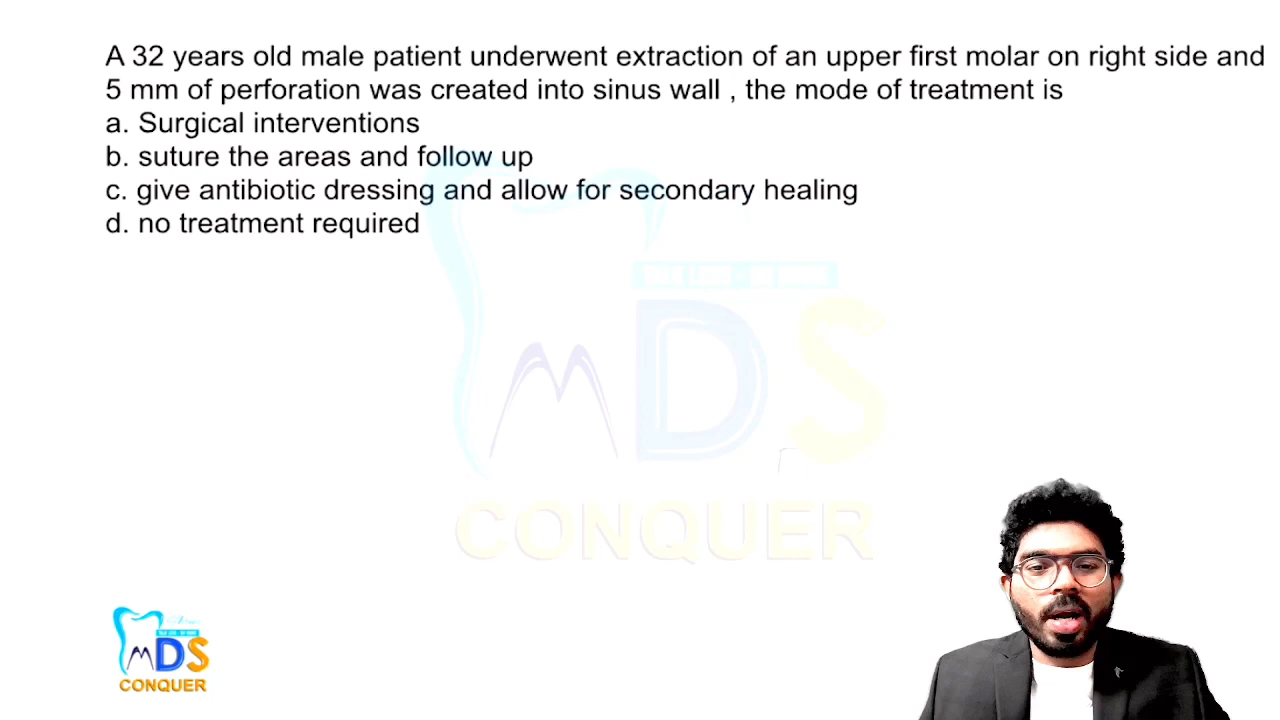 A 32 years old male patient underwent extraction of an upper first molar on right side and
5 mm of perforation was created into sinus wall , the mode of treatment is
a. Surgical interventions
b. suture the areas and follow up
c. give antibiotic dressing and allow for secondary healing
d. no treatment required
MDS
CONQUER
MDS
CONQUER